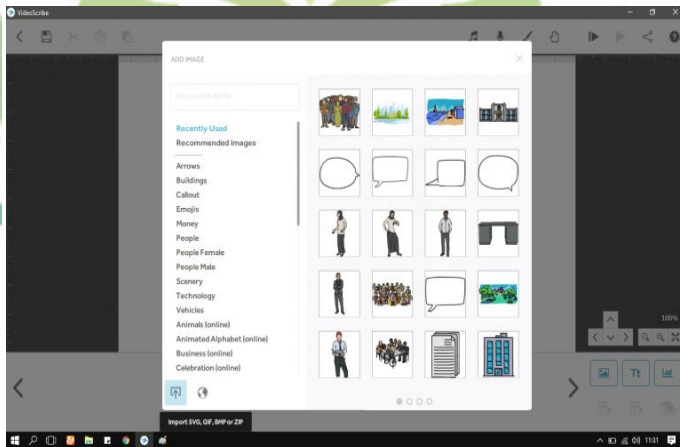 VideoScribe
ADD IMAGE
Add search terms
Recently Used
Recommended Images
Arrows
Buildings
Callout
Emojis
Money
People
People Female
People Male
Scenery
Technology
Vehicles
Animals (online)
Animated Alphabet (online)
Business (online)
Celebration (online)
Import SVG, GIF, BMP or ZIP
100%
Tt
11:31